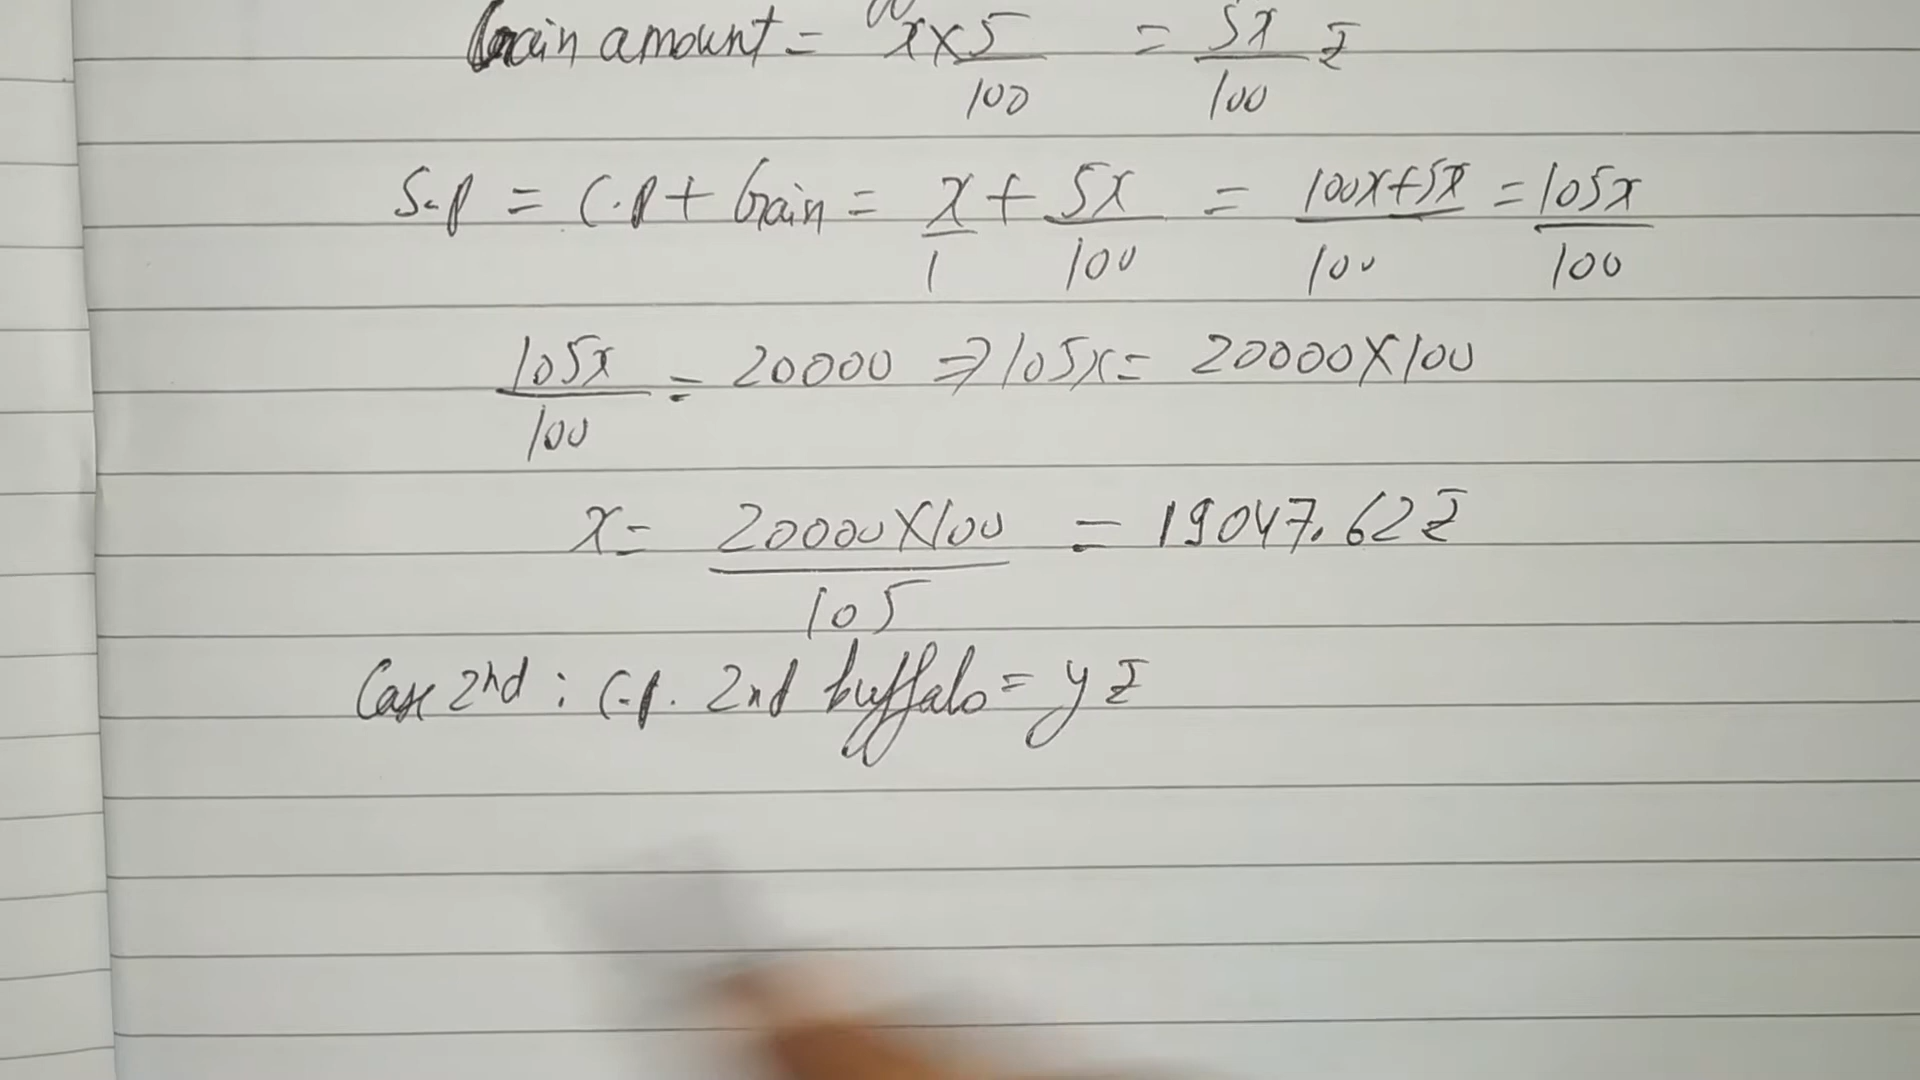 Gain amount = x×5/100 = 5x/100 ₹
S.P = C.P + Gain = x/1 + 5x/100 = 100x+5x/100 = 105x/100
105x/100 = 20000 ⇒ 105x = 20000×100
x = 20000×100/105 = 19047.62 ₹
Case 2nd : C.P. 2nd buffalo = y ₹